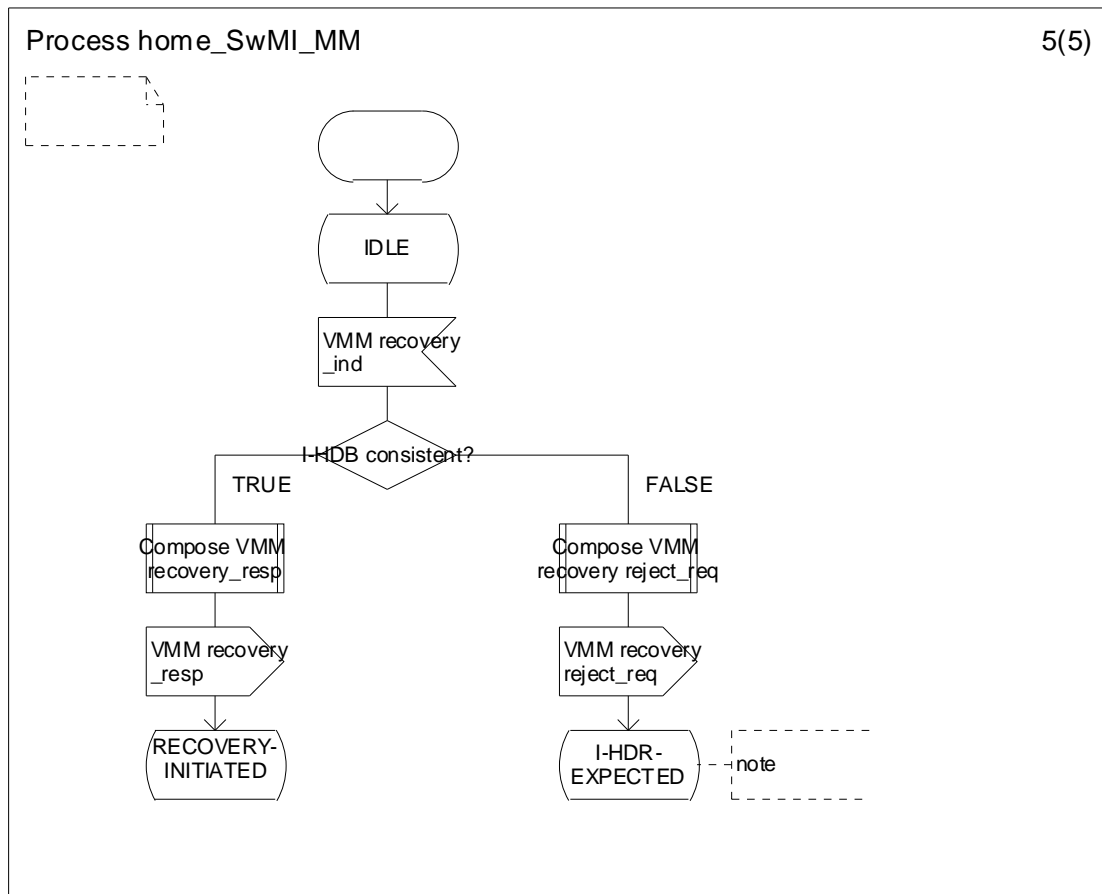 Process home_SwMI_MM
5(5)
IDLE
VMM recovery
_ind
I-HDB consistent?
TRUE
FALSE
Compose VMM
recovery_resp
Compose VMM
recovery reject_req
VMM recovery
_resp
VMM recovery
reject_req
RECOVERY-
INITIATED
I-HDR-
EXPECTED
note